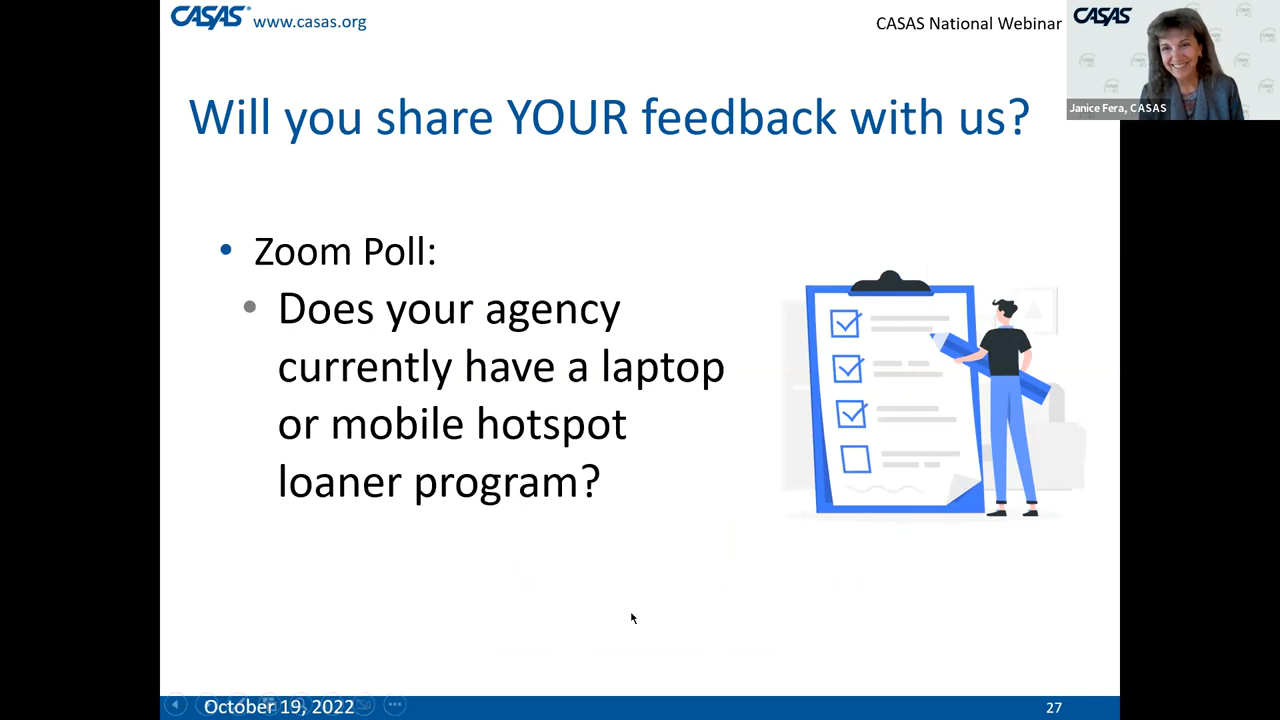 CASAS® www.casas.org
CASAS National Webinar
CASAS
Janice Fera, CASAS
Will you share YOUR feedback with us?
• Zoom Poll:
• Does your agency
currently have a laptop
or mobile hotspot
loaner program?
October 19, 2022
27